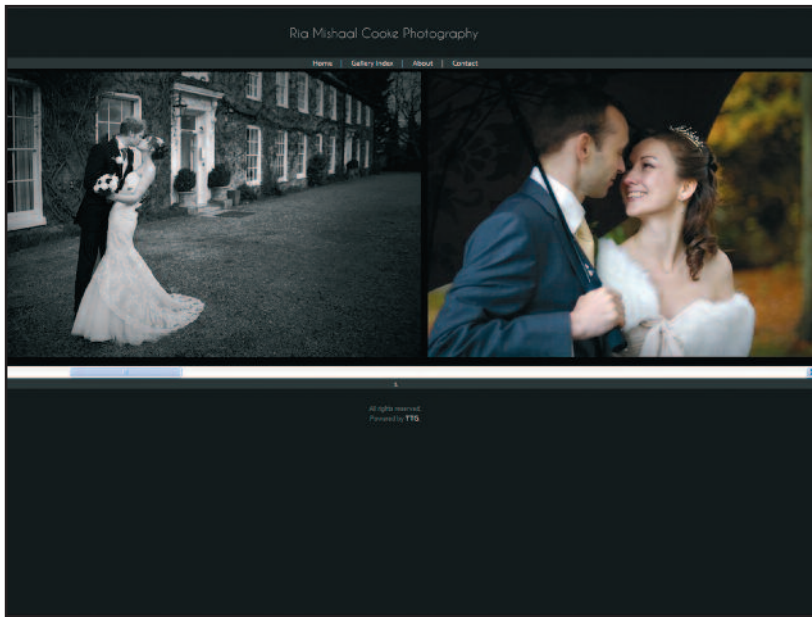 Ria Mishaal Cooke Photography
Home | Gallery Index | About | Contact
All rights reserved.
Powered by TTG.